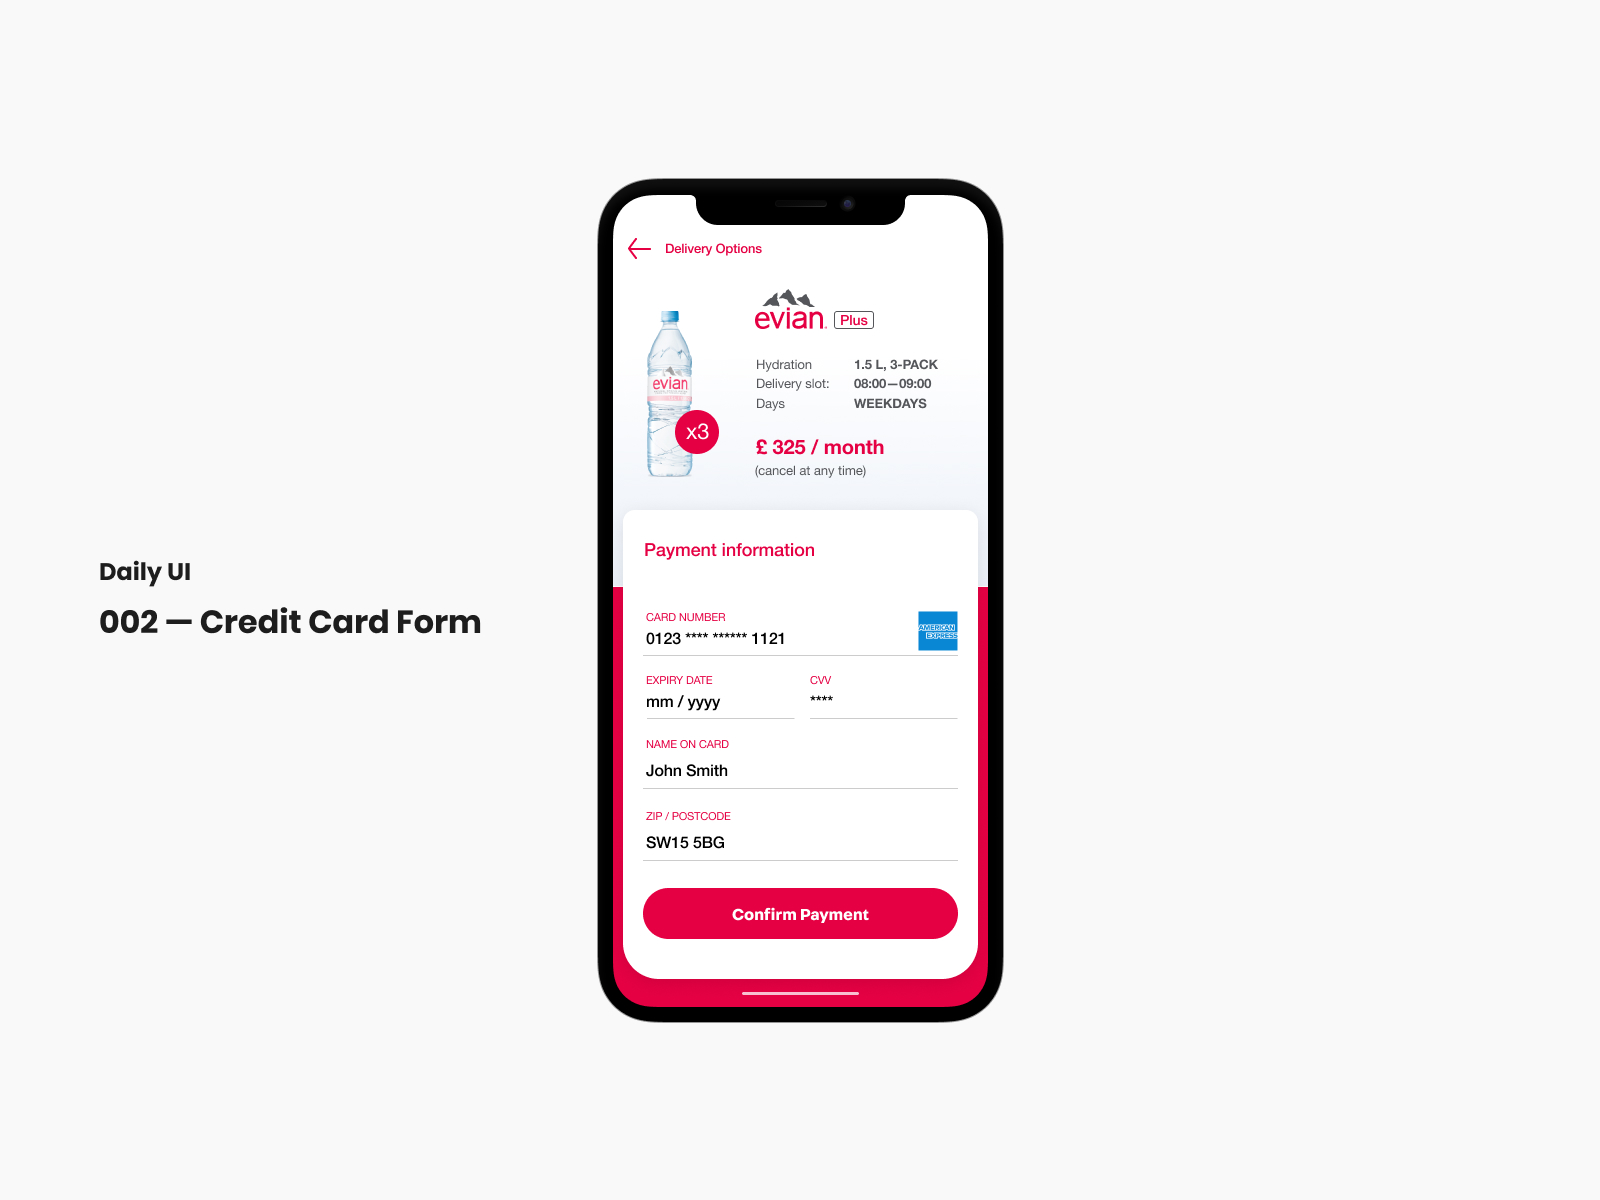 Daily UI
002 — Credit Card Form
Delivery Options
evian. Plus
Hydration 1.5 L, 3-PACK
Delivery slot: 08:00—09:00
Days WEEKDAYS
evian
x3
£ 325 / month
(cancel at any time)
Payment information
CARD NUMBER
0123 **** ****** 1121
AMERICAN
EXPRESS
EXPIRY DATE CVV
mm / yyyy ****
NAME ON CARD
John Smith
ZIP / POSTCODE
SW15 5BG
Confirm Payment